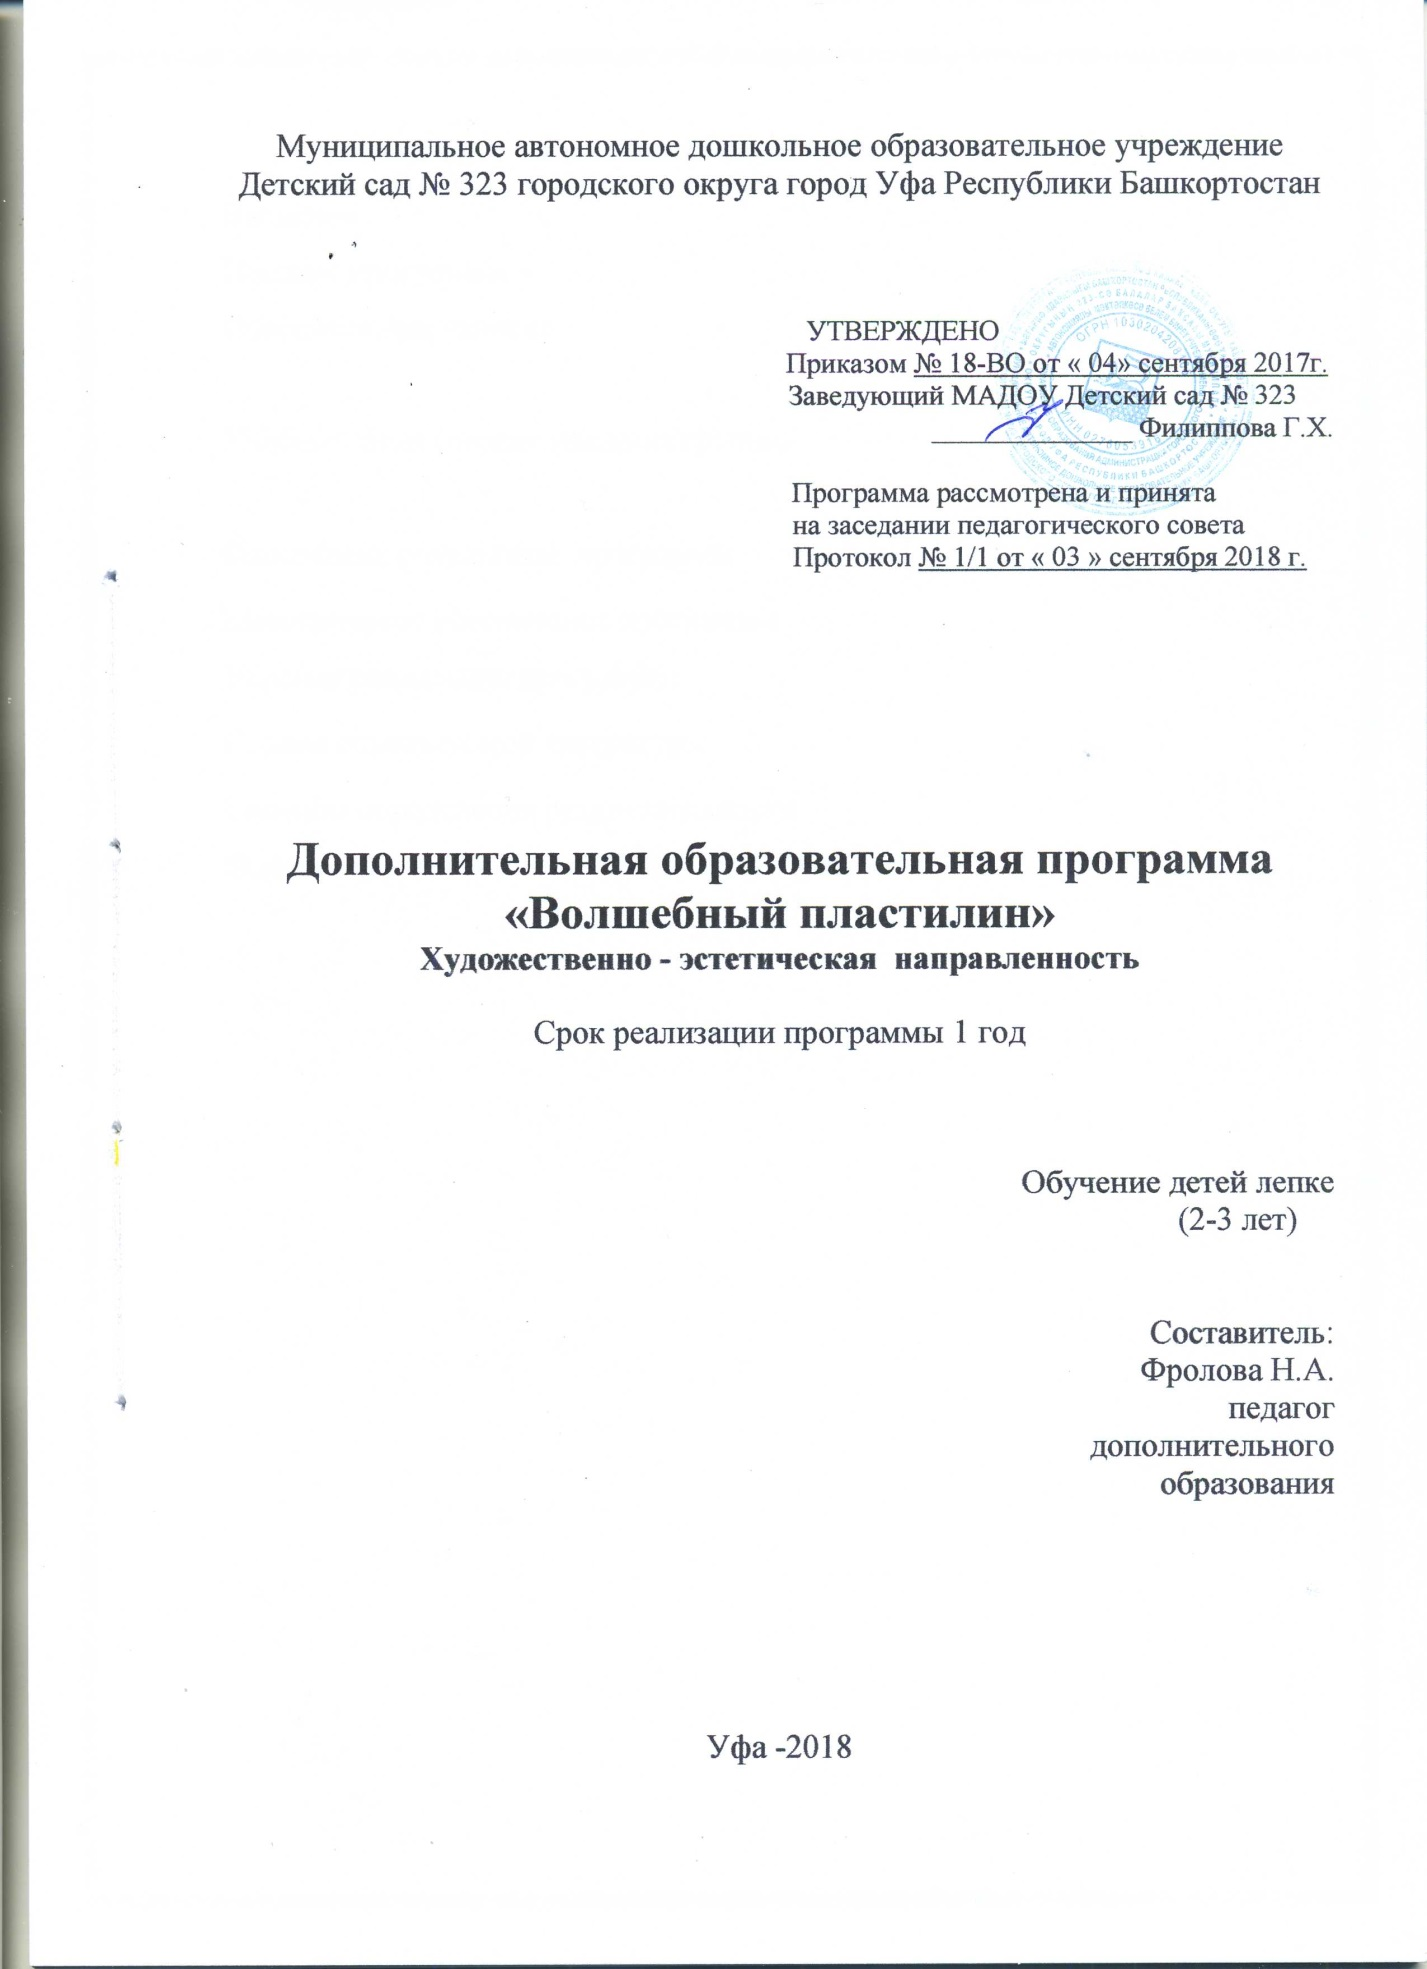 Муниципальное автономное дошкольное образовательное учреждение
Детский сад № 323 городского округа город Уфа Республики Башкортостан
УТВЕРЖДЕНО
Приказом № 18-ВО от « 04» сентября 2017г.
Заведующий МАДОУ Детский сад № 323
Филиппова Г.Х.
Программа рассмотрена и принята
на заседании педагогического совета
Протокол № 1/1 от « 03 » сентября 2018 г.
Дополнительная образовательная программа
«Волшебный пластилин»
Художественно - эстетическая направленность
Срок реализации программы 1 год
Обучение детей лепке
(2-3 лет)
Составитель:
Фролова Н.А.
педагог
дополнительного
образования
Уфа -2018